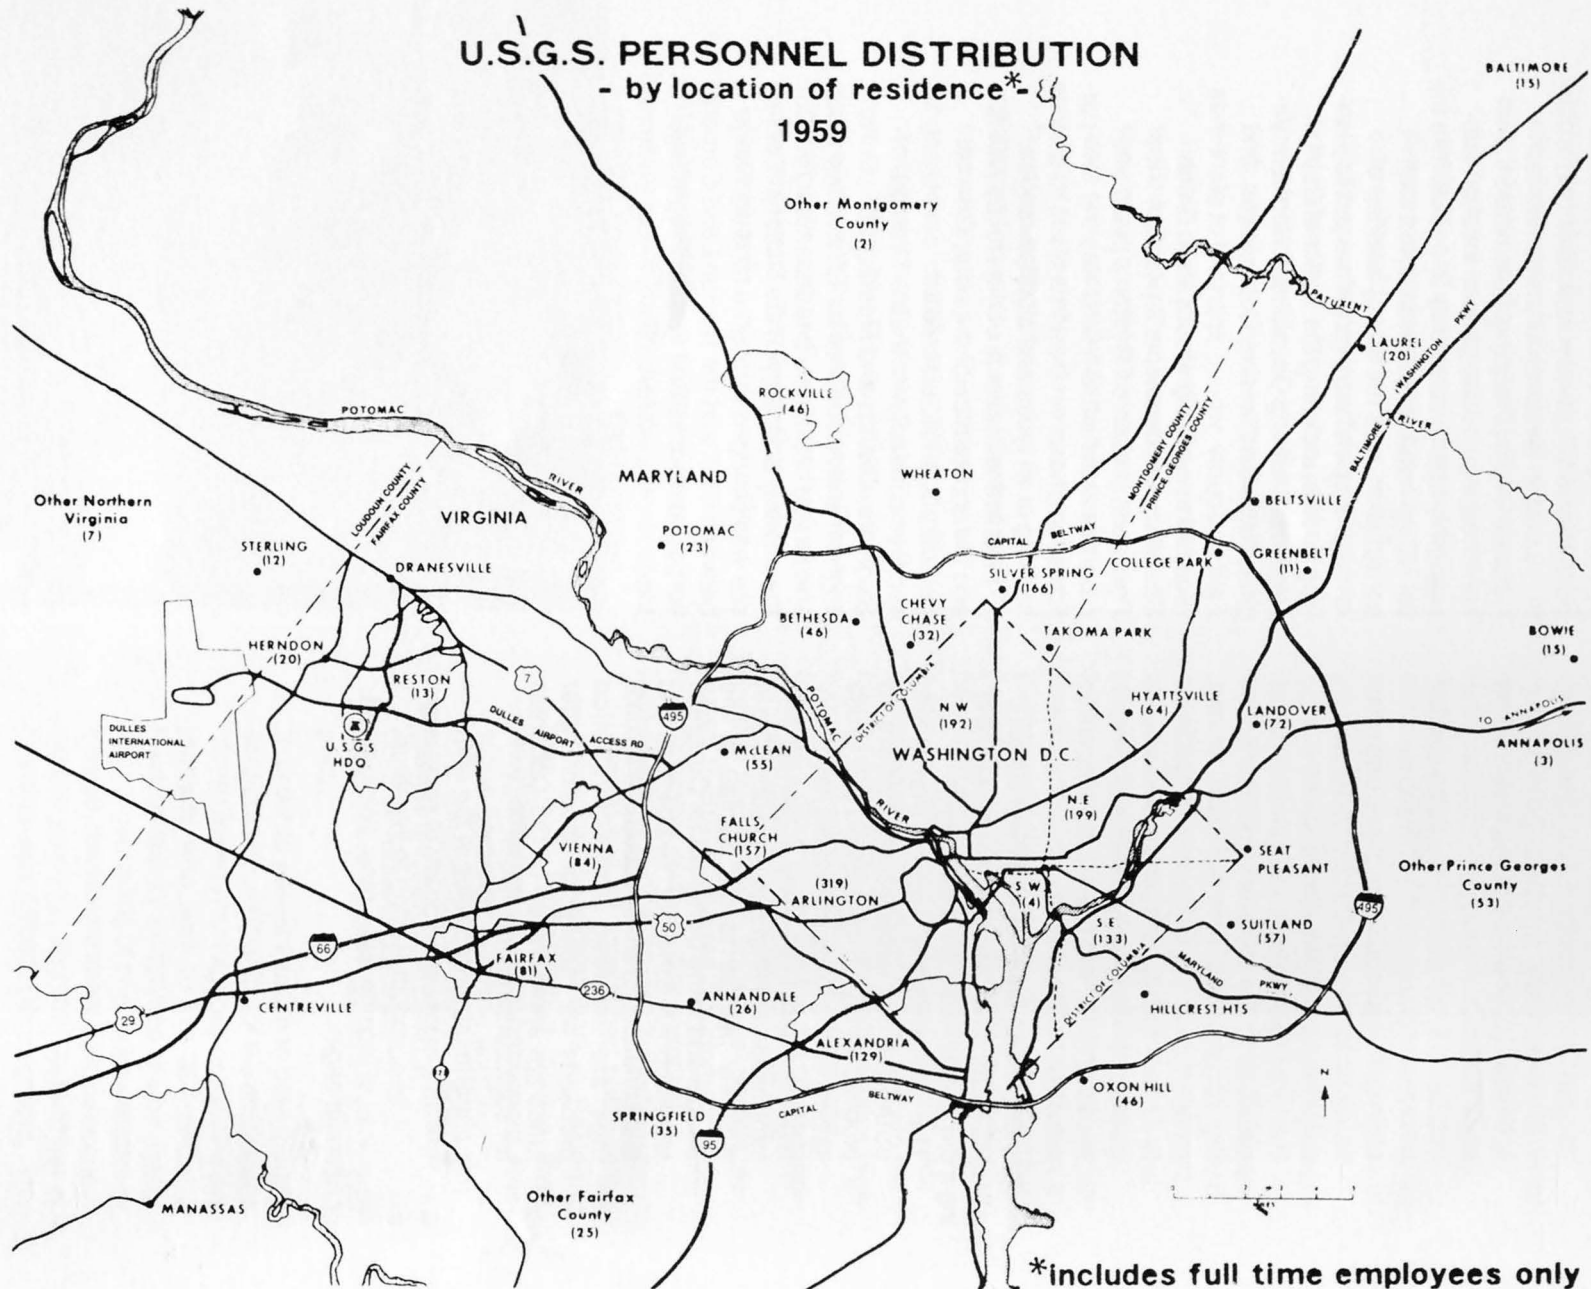 U.S.G.S. PERSONNEL DISTRIBUTION
- by location of residence*-
1959
BALTIMORE
(15)
Other Montgomery
County
(2)
PATUXENT
LAUREL
(20)
WASHINGTON PKWY
BALTIMORE
RIVER
ROCKVILLE
(46)
POTOMAC
RIVER
MONTGOMERY COUNTY
PRINCE GEORGES COUNTY
MARYLAND
WHEATON
LOUDOUN COUNTY
FAIRFAX COUNTY
Other Northern
Virginia
(7)
VIRGINIA
BELTSVILLE
POTOMAC
(23)
CAPITAL BELTWAY
STERLING
(12)
DRANESVILLE
COLLEGE PARK
GREENBELT
(11)
SILVER SPRING
(166)
BETHESDA
(46)
CHEVY
CHASE
(32)
TAKOMA PARK
BOWIE
(15)
HERNDON
(20)
RESTON
(13)
7
POTOMAC
DISTRICT OF COLUMBIA
HYATTSVILLE
(64)
LANDOVER
(72)
N W
(192)
495
DULLES
INTERNATIONAL
AIRPORT
U.S.G.S
HDQ.
DULLES AIRPORT ACCESS RD
TO ANNAPOLIS
ANNAPOLIS
(3)
McLEAN
(55)
WASHINGTON D.C.
RIVER
N.E
(199)
FALLS
CHURCH
(157)
VIENNA
(84)
SEAT
PLEASANT
Other Prince Georges
County
(53)
(319)
ARLINGTON
S W
(4)
495
50
S E
(133)
SUITLAND
(57)
66
FAIRFAX
(81)
236
MARYLAND PKWY
DISTRICT OF COLUMBIA
ANNANDALE
(26)
CENTREVILLE
HILLCREST HTS
29
ALEXANDRIA
(129)
N
OXON HILL
(46)
CAPITAL BELTWAY
SPRINGFIELD
(35)
95
MANASSAS
Other Fairfax
County
(25)
*includes full time employees only